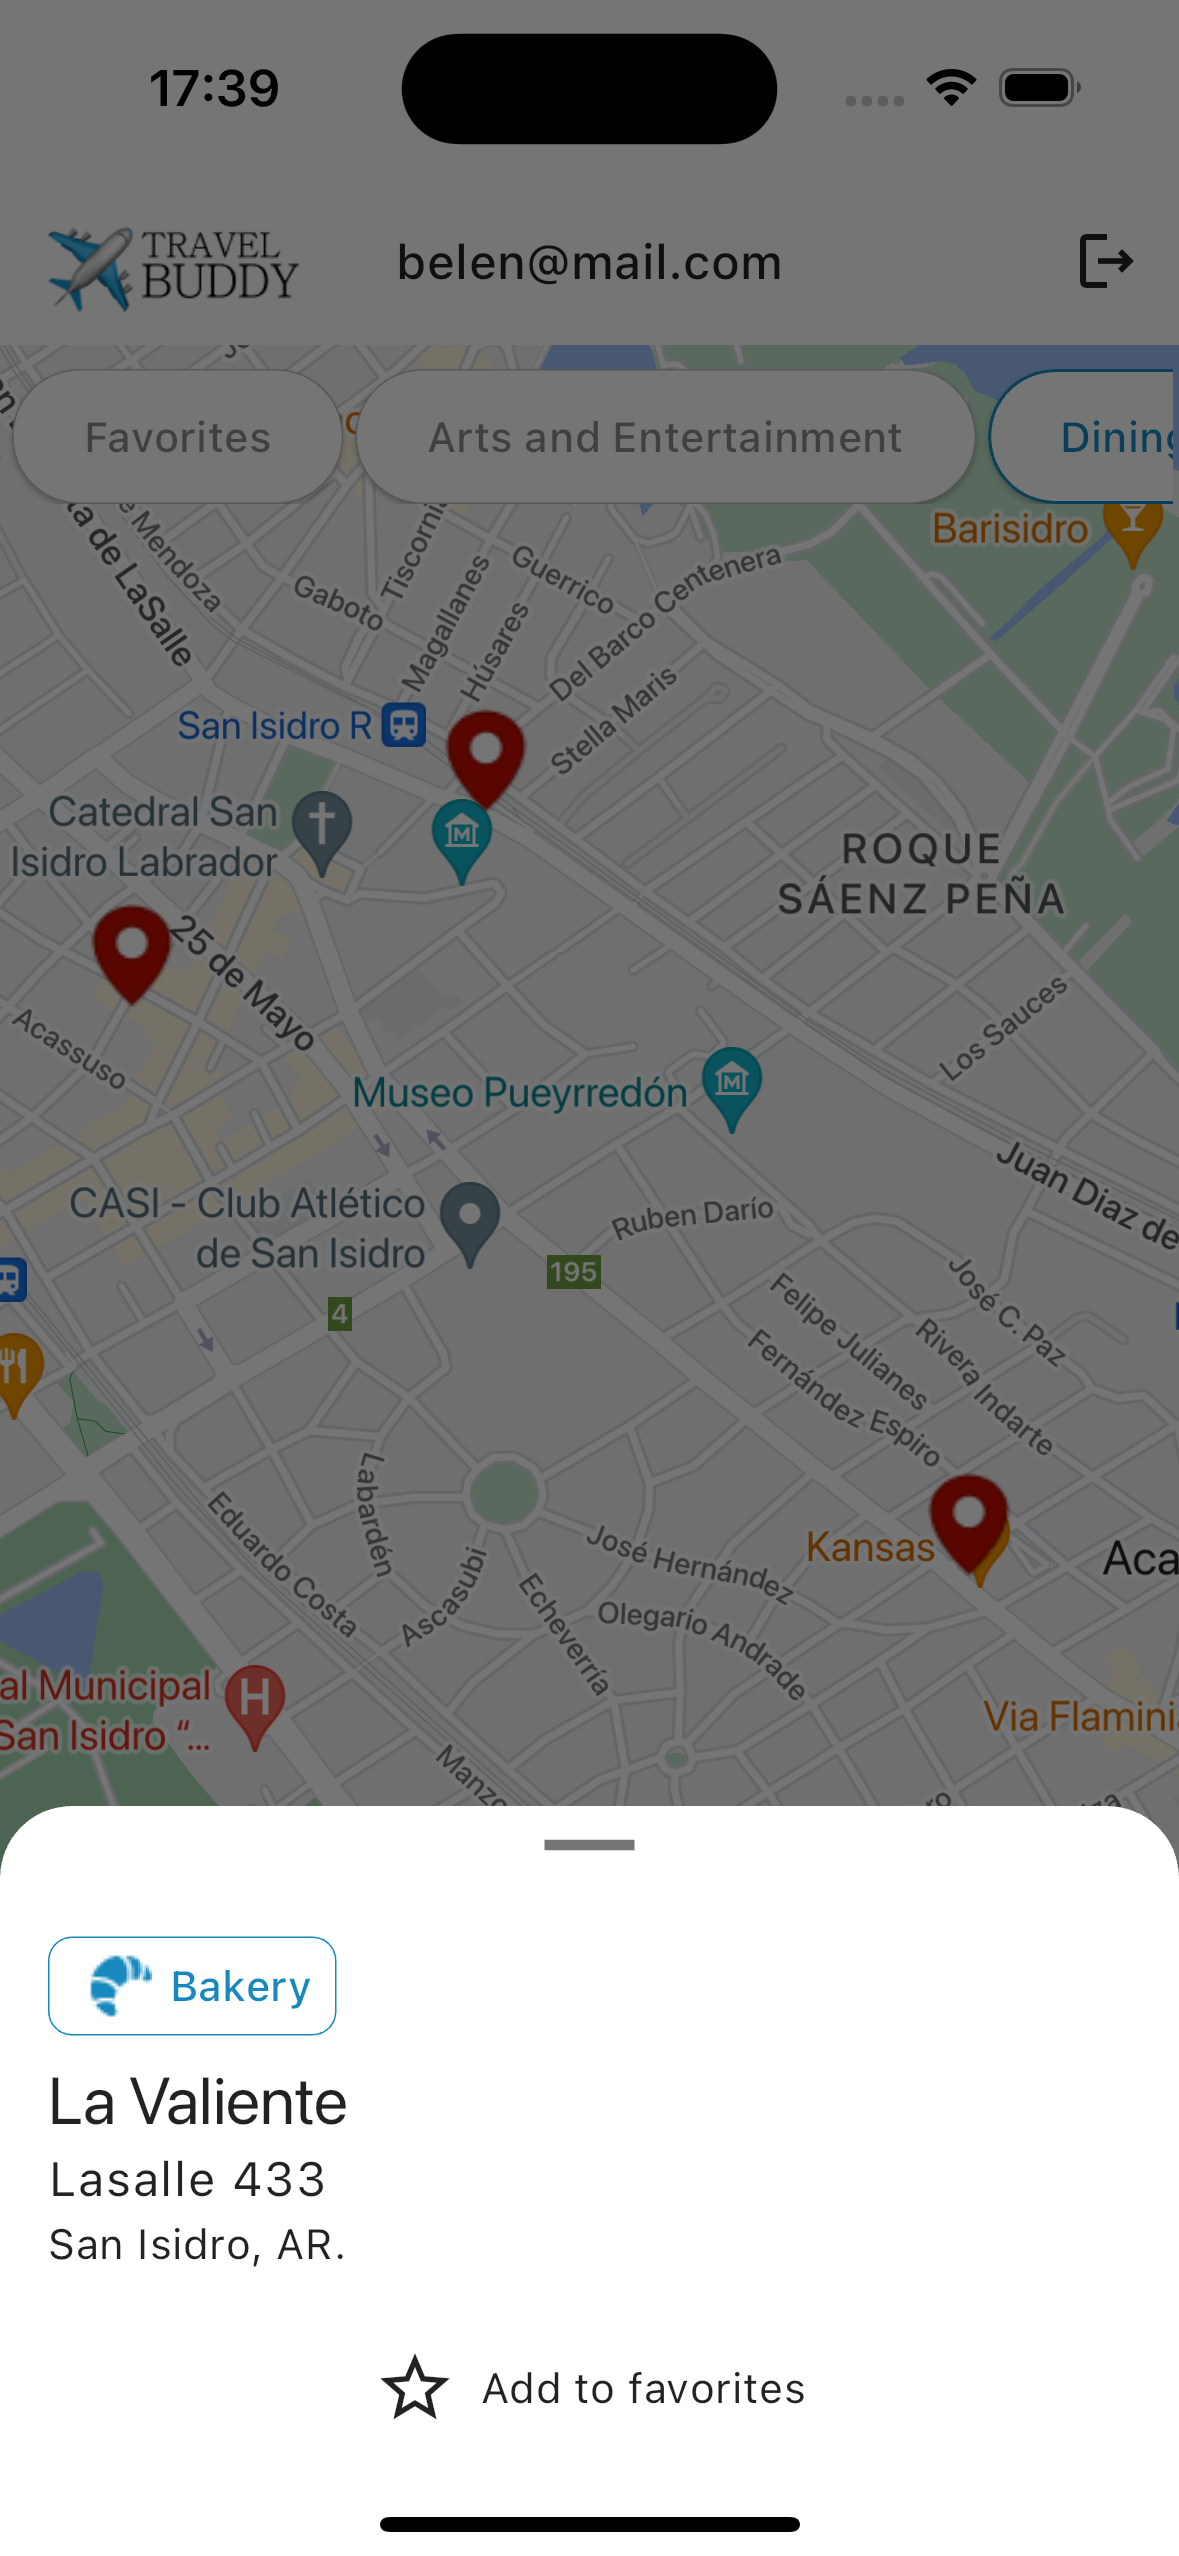 17:39
TRAVEL
BUDDY
belen@mail.com
Favorites
Arts and Entertainment
Dining
Barisidro
de LaSalle
Mendoza
Gaboto
Tiscornia
Magallanes
Húsares
Guerrico
Del Barco Centenera
Stella Maris
San Isidro R
Catedral San
Isidro Labrador
M
ROQUE
SÁENZ PEÑA
25 de Mayo
Acassuso
Los Sauces
Museo Pueyrredón
M
Juan Diaz de
CASI - Club Atlético
de San Isidro
Ruben Darío
195
4
José C. Paz
Felipe Julianes
Rivera Indarte
Fernández Espiro
Labardén
Eduardo Costa
Ascasubi
Echeverría
José Hernández
Olegario Andrade
Kansas
Aca
al Municipal
San Isidro “...
H
Via Flamini
Manzo
Bakery
La Valiente
Lasalle 433
San Isidro, AR.
Add to favorites